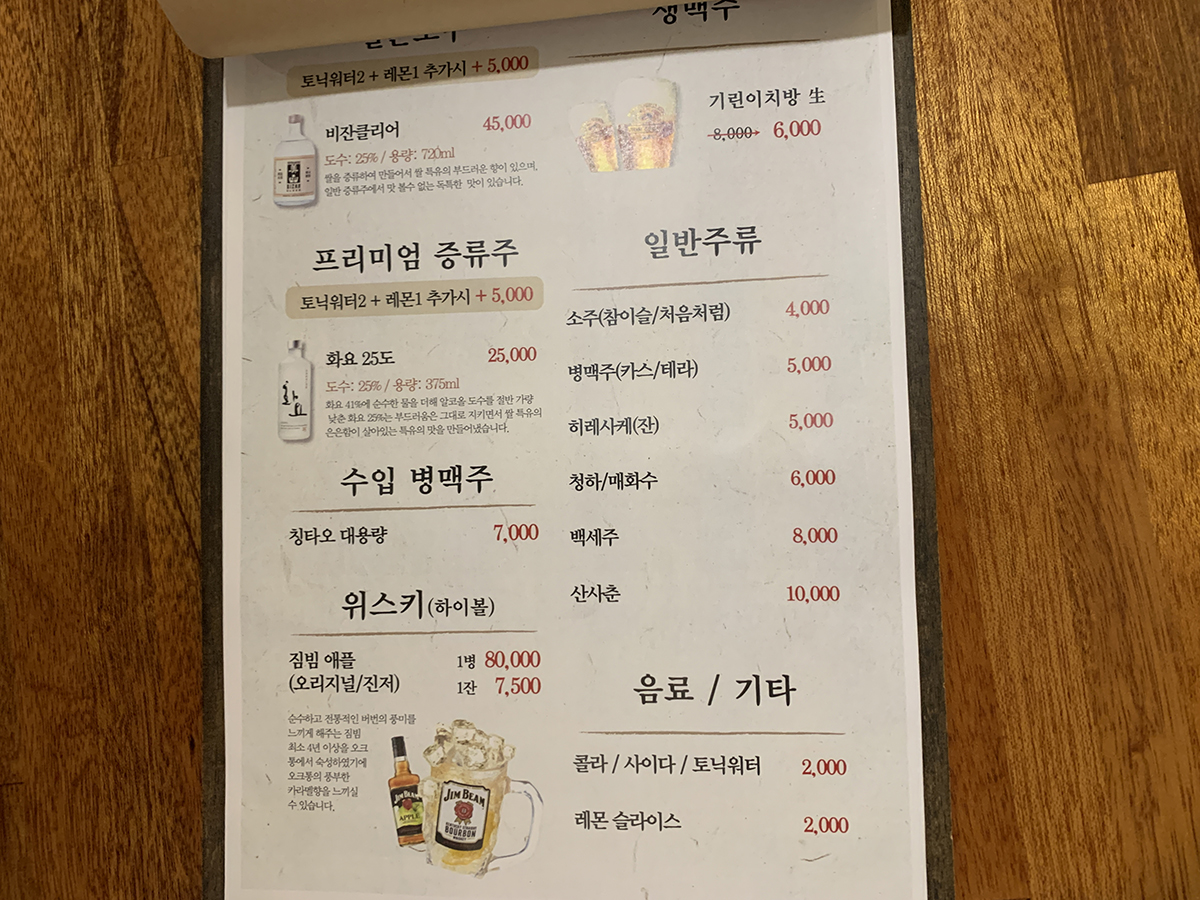 토닉워터2 + 레몬1 추가시 + 5,000
비잔클리어 45,000
도수: 25% / 용량: 720ml
쌀을 증류하여 만들어서 쌀 특유의 부드러운 향이 있으며,
일반 증류주에서 맛 볼수 없는 독특한 맛이 있습니다.
프리미엄 증류주
토닉워터2 + 레몬1 추가시 + 5,000
화요
화요 25도 25,000
도수: 25% / 용량: 375ml
화요 41%에 순수한 물을 더해 알코올 도수를 절반 가량
낮춘 화요 25%는 부드러움은 그대로 지키면서 쌀 특유의
은은함이 살아있는 특유의 맛을 만들어냈습니다.
수입 병맥주
칭타오 대용량 7,000
위스키(하이볼)
짐빔 애플 1병 80,000
(오리지널/진저) 1잔 7,500
순수하고 전통적인 버번의 풍미를
느끼게 해주는 짐빔
최소 4년 이상을 오크
통에서 숙성하였기에
오크통의 풍부한
카라멜향을 느끼실
수 있습니다.
JIM BEAM
APPLE
JIM BEAM
KENTUCKY STRAIGHT
BOURBON
WHISKEY
생맥주
기린이치방 生
8,000 6,000
일반주류
소주(참이슬/처음처럼) 4,000
병맥주(카스/테라) 5,000
히레사케(잔) 5,000
청하/매화수 6,000
백세주 8,000
산사춘 10,000
음료 / 기타
콜라 / 사이다 / 토닉워터 2,000
레몬 슬라이스 2,000